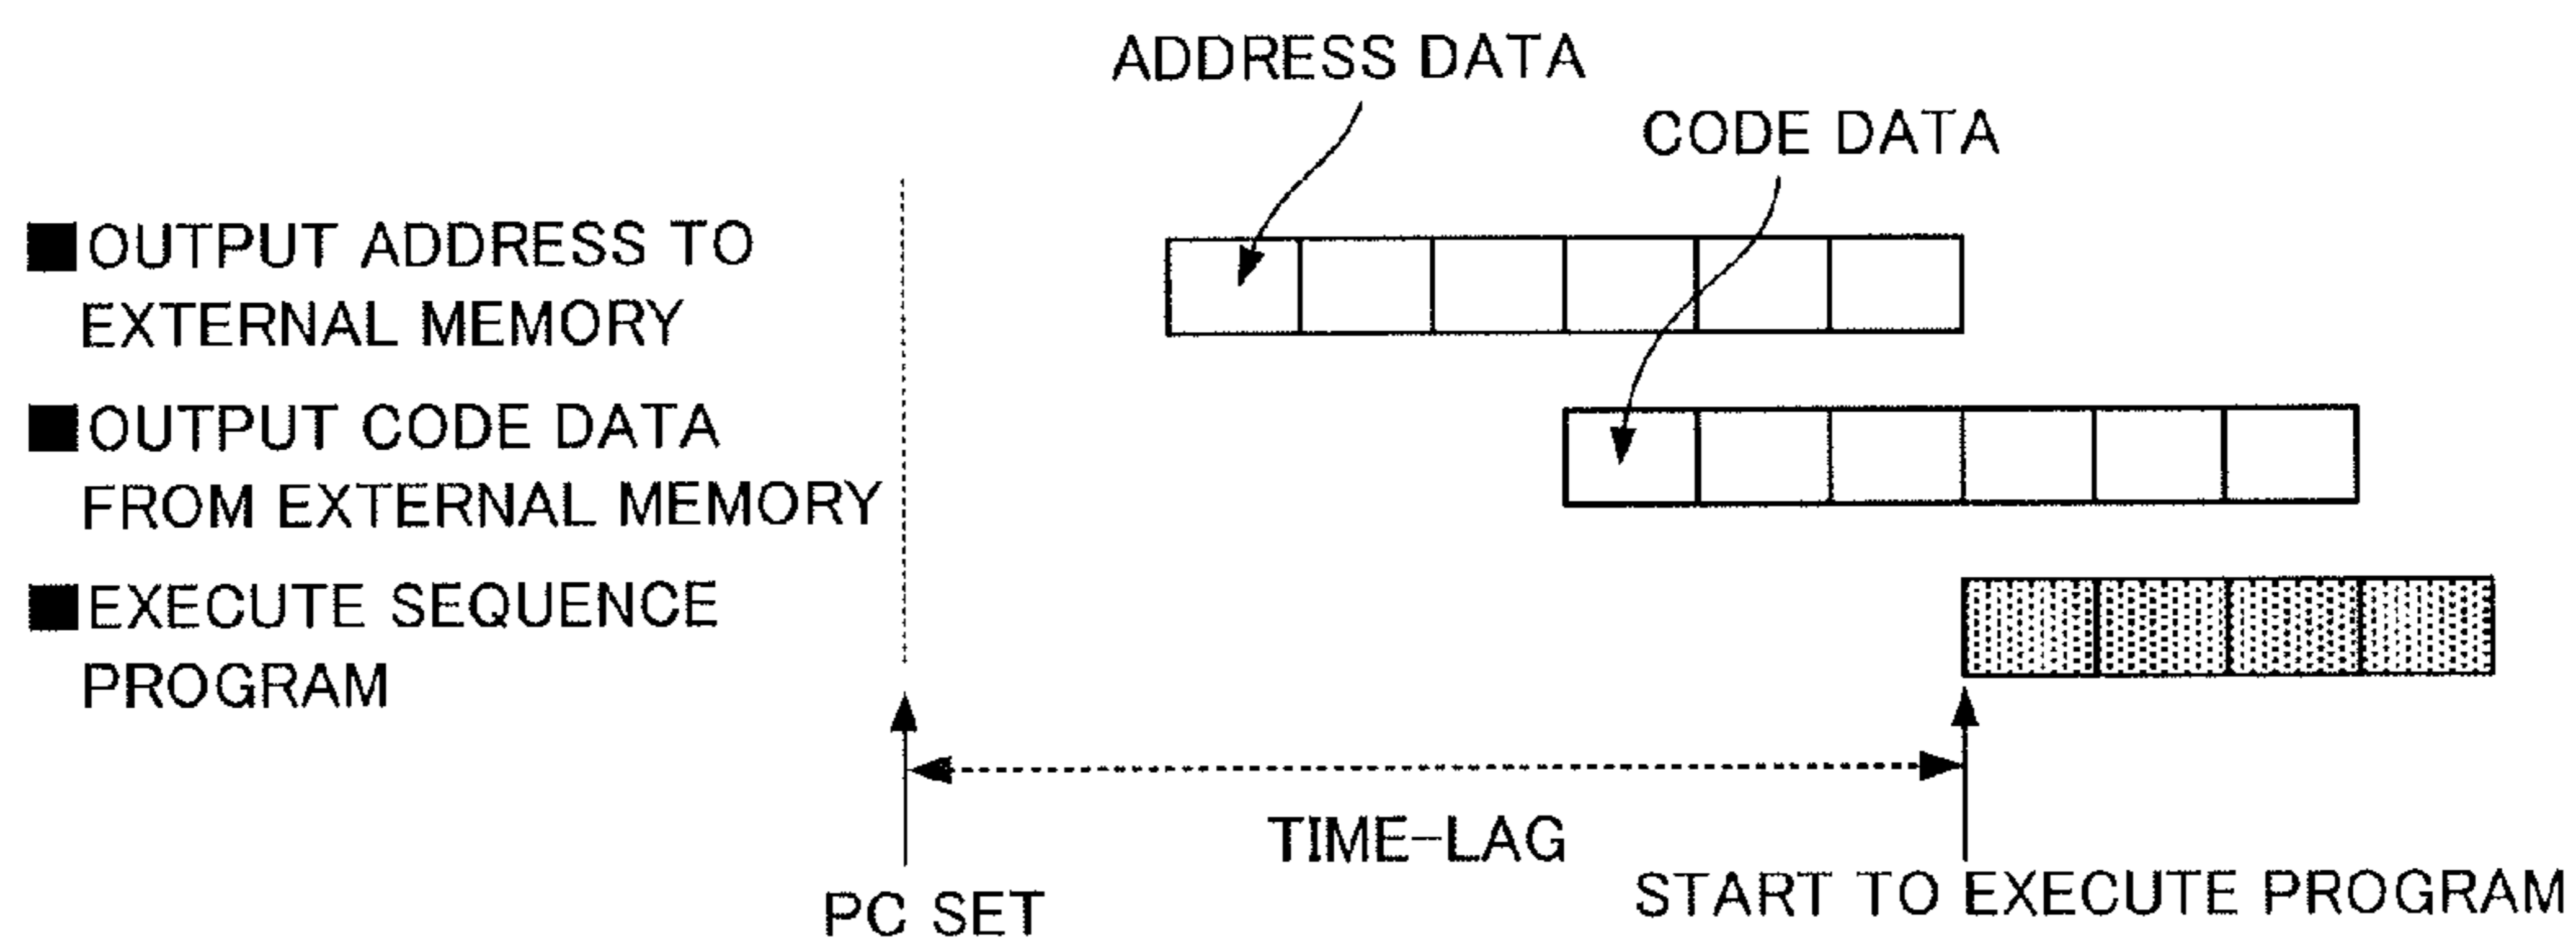 ADDRESS DATA
CODE DATA
■OUTPUT ADDRESS TO
EXTERNAL MEMORY
■OUTPUT CODE DATA
FROM EXTERNAL MEMORY
■EXECUTE SEQUENCE
PROGRAM
TIME-LAG
PC SET
START TO EXECUTE PROGRAM